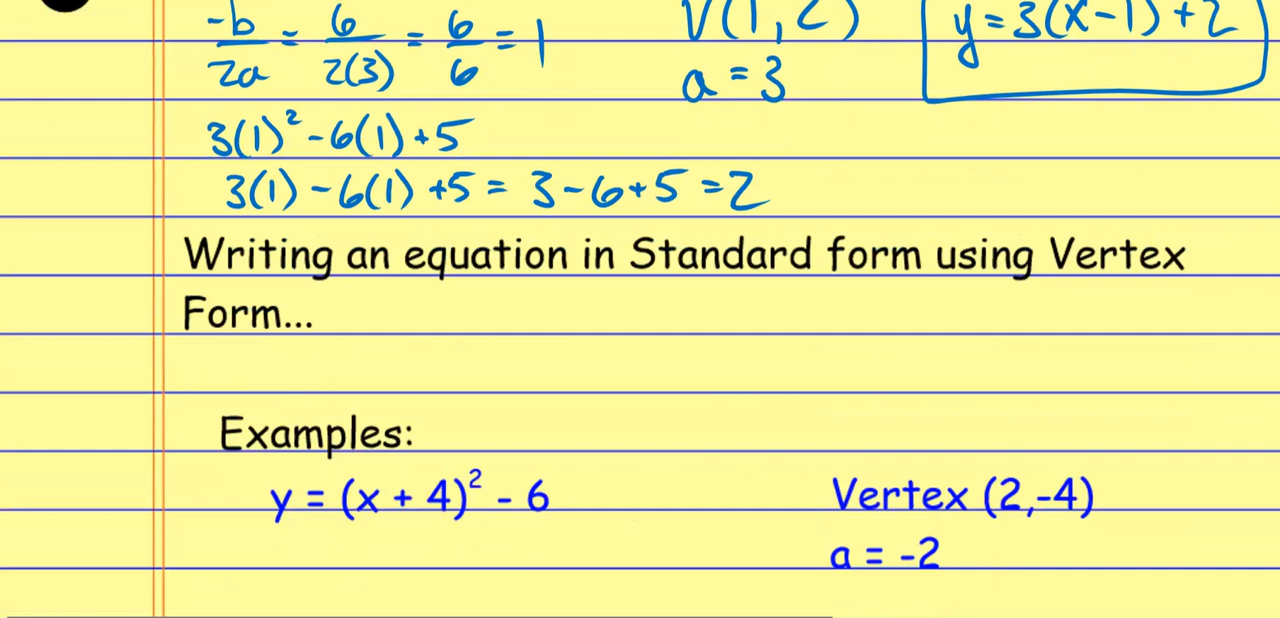 -b/2a = 6/2(3) = 6/6 = 1
V(1, 2)
a = 3
y = 3(x-1) + 2
3(1)² - 6(1) + 5
3(1) - 6(1) + 5 = 3 - 6 + 5 = 2
Writing an equation in Standard form using Vertex
Form...
Examples:
y = (x + 4)² - 6
Vertex (2,-4)
a = -2